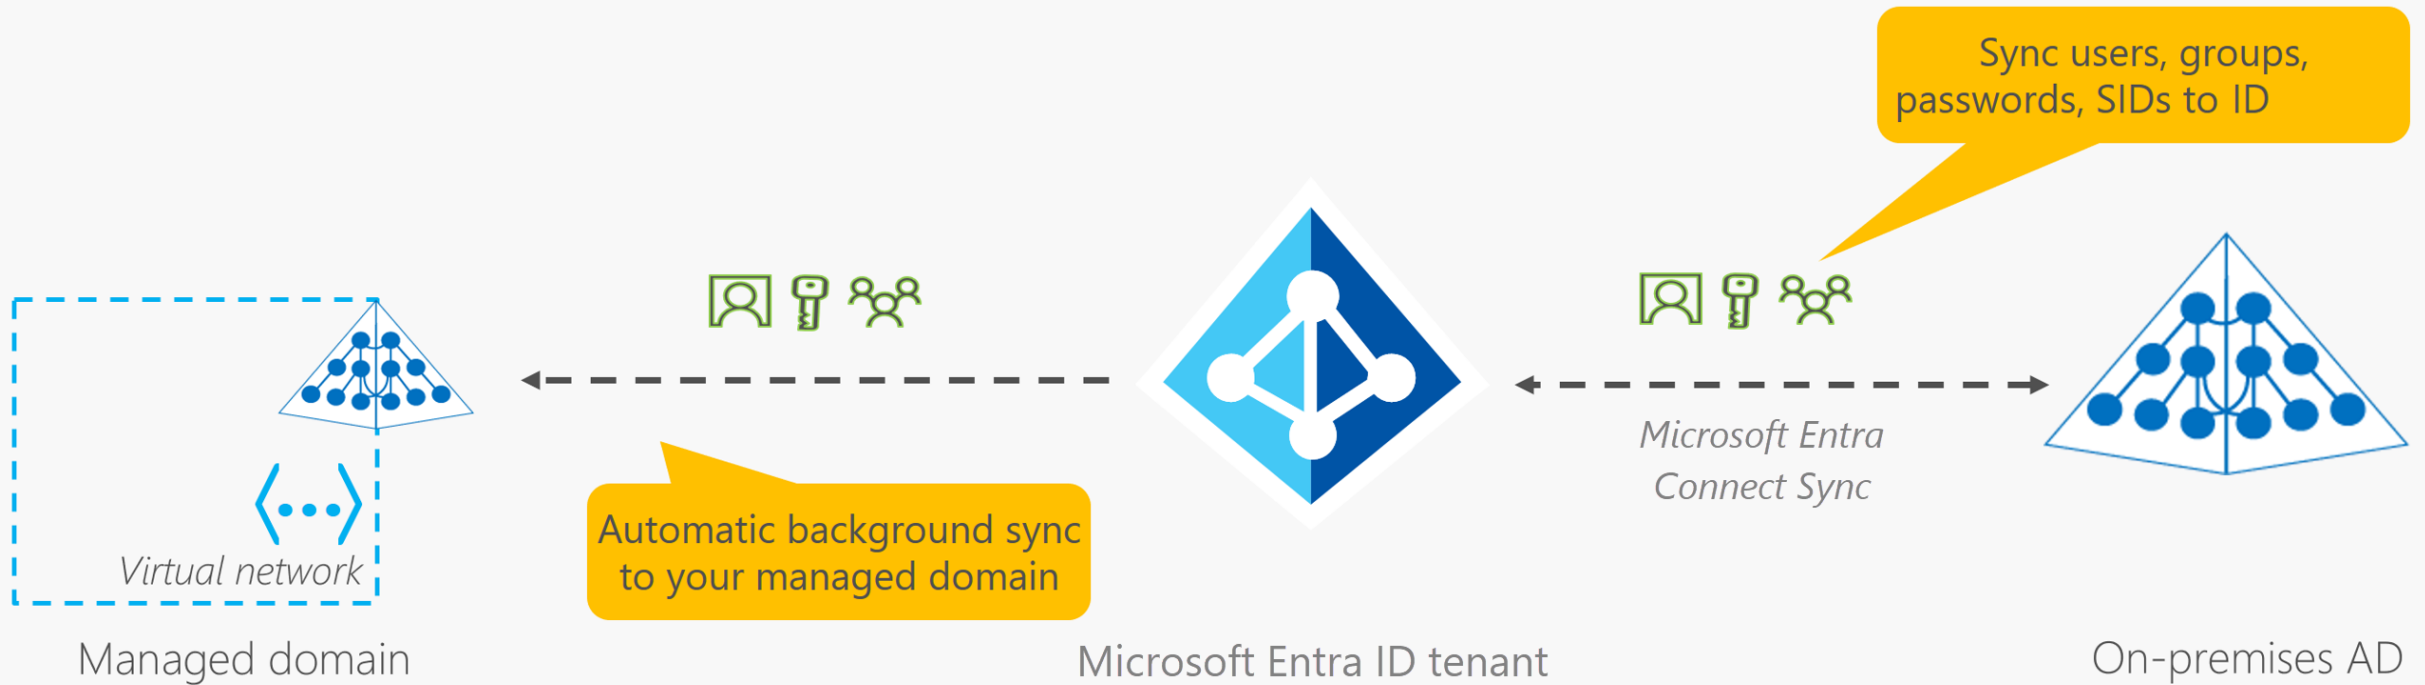 Sync users, groups,
passwords, SIDs to ID
Microsoft Entra
Connect Sync
Automatic background sync
to your managed domain
Virtual network
Managed domain
Microsoft Entra ID tenant
On-premises AD